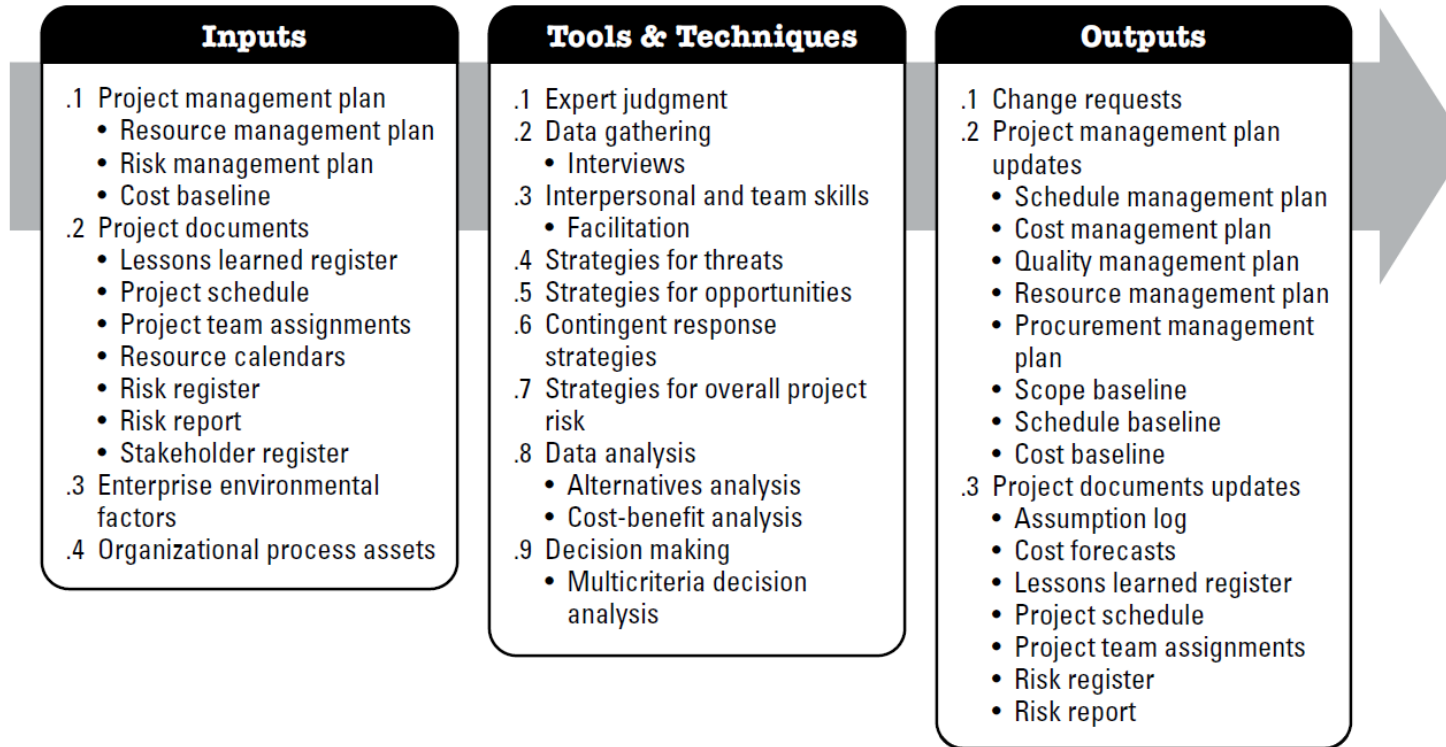 Inputs
.1 Project management plan
• Resource management plan
• Risk management plan
• Cost baseline
.2 Project documents
• Lessons learned register
• Project schedule
• Project team assignments
• Resource calendars
• Risk register
• Risk report
• Stakeholder register
.3 Enterprise environmental
factors
.4 Organizational process assets
Tools & Techniques
.1 Expert judgment
.2 Data gathering
• Interviews
.3 Interpersonal and team skills
• Facilitation
.4 Strategies for threats
.5 Strategies for opportunities
.6 Contingent response
strategies
.7 Strategies for overall project
risk
.8 Data analysis
• Alternatives analysis
• Cost-benefit analysis
.9 Decision making
• Multicriteria decision
analysis
Outputs
.1 Change requests
.2 Project management plan
updates
• Schedule management plan
• Cost management plan
• Quality management plan
• Resource management plan
• Procurement management
plan
• Scope baseline
• Schedule baseline
• Cost baseline
.3 Project documents updates
• Assumption log
• Cost forecasts
• Lessons learned register
• Project schedule
• Project team assignments
• Risk register
• Risk report